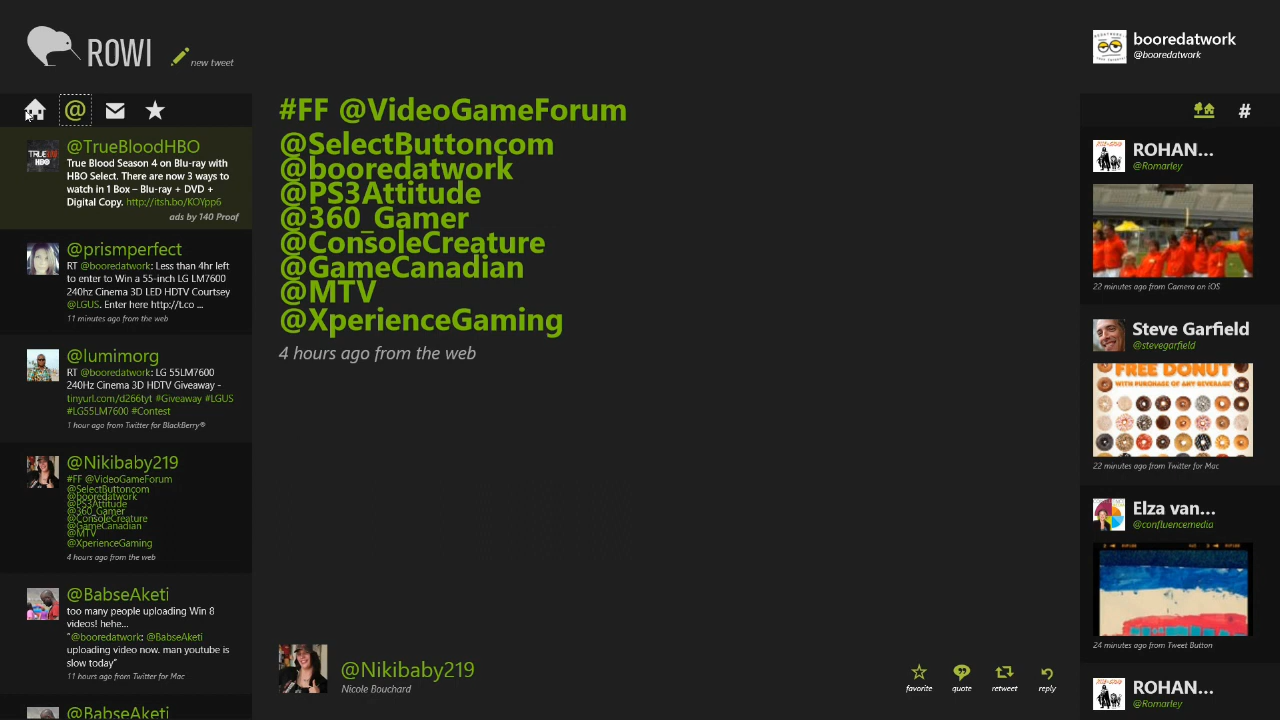 ROWI
new tweet
booredatwork
@booredatwork
@
#
@TrueBloodHBO
True Blood Season 4 on Blu-ray with
HBO Select. There are now 3 ways to
watch in 1 Box – Blu-ray + DVD +
Digital Copy. http://itsh.bo/KOYpp6
ads by 140 Proof
@prismperfect
RT @booredatwork: Less than 4hr left
to enter to Win a 55-inch LG LM7600
240hz Cinema 3D LED HDTV Courtsey
@LGUS. Enter here http://t.co ...
11 minutes ago from the web
@lumimorg
RT @booredatwork: LG 55LM7600
240Hz Cinema 3D HDTV Giveaway -
tinyurl.com/d266tyt #Giveaway #LGUS
#LG55LM7600 #Contest
1 hour ago from Twitter for BlackBerry®
@Nikibaby219
#FF @VideoGameForum
@SelectButtoncom
@booredatwork
@PS3Attitude
@360_Gamer
@ConsoleCreature
@GameCanadian
@MTV
@XperienceGaming
4 hours ago from the web
@BabseAketi
too many people uploading Win 8
videos! hehe...
"@booredatwork: @BabseAketi
uploading video now. man youtube is
slow today"
11 hours ago from Twitter for Mac
@BabseAketi
#FF @VideoGameForum
@SelectButtoncom
@booredatwork
@PS3Attitude
@360_Gamer
@ConsoleCreature
@GameCanadian
@MTV
@XperienceGaming
4 hours ago from the web
@Nikibaby219
Nicole Bouchard
favorite
quote
retweet
reply
ROHAN...
@Romarley
22 minutes ago from Camera on iOS
Steve Garfield
@stevegarfield
FREE DONUT
WITH PURCHASE OF ANY BEVERAGE!
22 minutes ago from Twitter for Mac
Elza van...
@confluencemedia
24 minutes ago from Tweet Button
ROHAN...
@Romarley